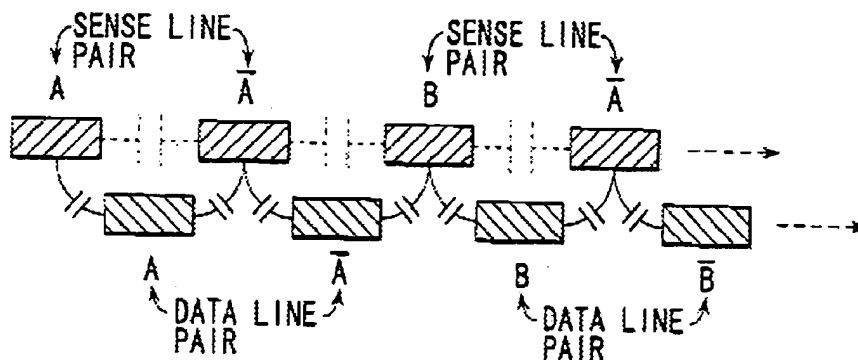 SENSE LINE
PAIR
SENSE LINE
PAIR
A
A̅
B
A̅
A
A̅
B
B̅
DATA LINE
PAIR
DATA LINE
PAIR